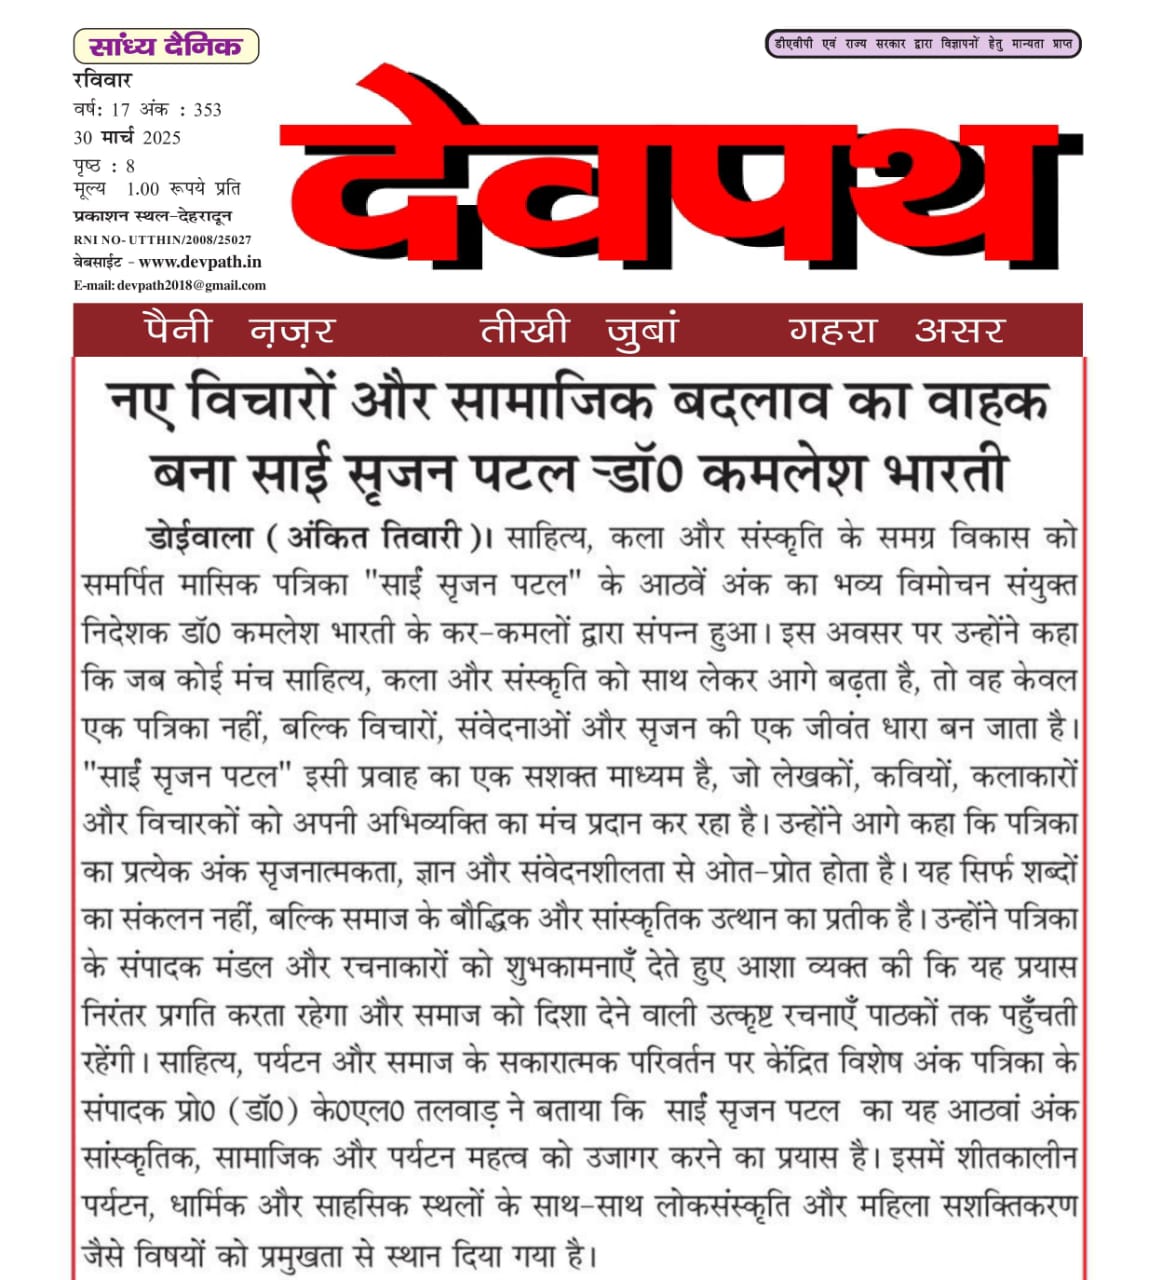 सांध्य दैनिक
डीएवीपी एवं राज्य सरकार द्वारा विज्ञापनों हेतु मान्यता प्राप्त
रविवार
वर्ष: 17 अंक : 353
30 मार्च 2025
पृष्ठ : 8
मूल्य 1.00 रूपये प्रति
प्रकाशन स्थल-देहरादून
RNI NO- UTTHIN/2008/25027
वेबसाईट - www.devpath.in
E-mail: devpath2018@gmail.com
देवपथ
पैनी ऩज़र तीखी जुबां गहरा असर
नए विचारों और सामाजिक बदलाव का वाहक
बना साई सृजन पटल -डॉ0 कमलेश भारती
डोईवाला ( अंकित तिवारी )। साहित्य, कला और संस्कृति के समग्र विकास को
समर्पित मासिक पत्रिका "साईं सृजन पटल" के आठवें अंक का भव्य विमोचन संयुक्त
निदेशक डॉ0 कमलेश भारती के कर-कमलों द्वारा संपन्न हुआ। इस अवसर पर उन्होंने कहा
कि जब कोई मंच साहित्य, कला और संस्कृति को साथ लेकर आगे बढ़ता है, तो वह केवल
एक पत्रिका नहीं, बल्कि विचारों, संवेदनाओं और सृजन की एक जीवंत धारा बन जाता है।
"साईं सृजन पटल" इसी प्रवाह का एक सशक्त माध्यम है, जो लेखकों, कवियों, कलाकारों
और विचारकों को अपनी अभिव्यक्ति का मंच प्रदान कर रहा है। उन्होंने आगे कहा कि पत्रिका
का प्रत्येक अंक सृजनात्मकता, ज्ञान और संवेदनशीलता से ओत-प्रोत होता है। यह सिर्फ शब्दों
का संकलन नहीं, बल्कि समाज के बौद्धिक और सांस्कृतिक उत्थान का प्रतीक है। उन्होंने पत्रिका
के संपादक मंडल और रचनाकारों को शुभकामनाएँ देते हुए आशा व्यक्त की कि यह प्रयास
निरंतर प्रगति करता रहेगा और समाज को दिशा देने वाली उत्कृष्ट रचनाएँ पाठकों तक पहुँचती
रहेंगी। साहित्य, पर्यटन और समाज के सकारात्मक परिवर्तन पर केंद्रित विशेष अंक पत्रिका के
संपादक प्रो0 (डॉ0) के0एल0 तलवाड़ ने बताया कि साईं सृजन पटल का यह आठवां अंक
सांस्कृतिक, सामाजिक और पर्यटन महत्व को उजागर करने का प्रयास है। इसमें शीतकालीन
पर्यटन, धार्मिक और साहसिक स्थलों के साथ-साथ लोकसंस्कृति और महिला सशक्तिकरण
जैसे विषयों को प्रमुखता से स्थान दिया गया है।